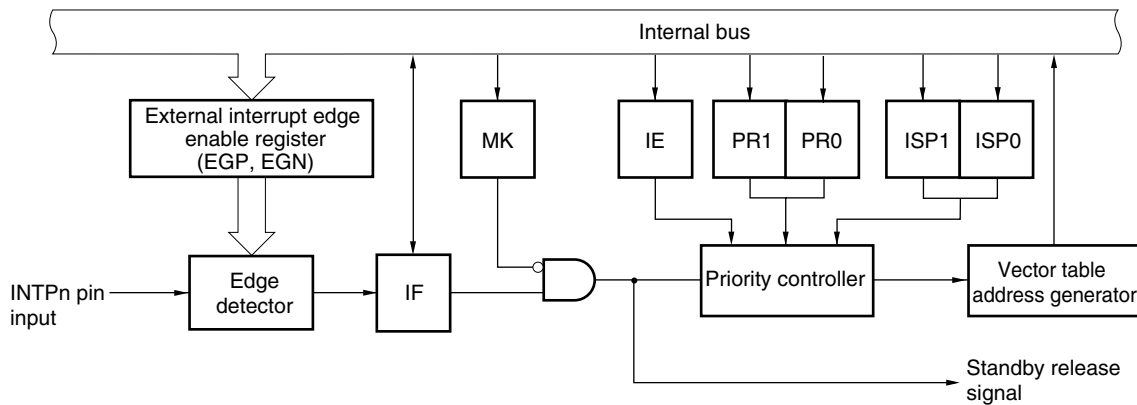 Internal bus
External interrupt edge
enable register
(EGP, EGN)
MK
IE
PR1
PR0
ISP1
ISP0
INTPn pin
input
Edge
detector
IF
Priority controller
Vector table
address generator
Standby release
signal